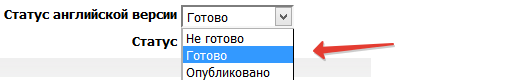 Статус английской версии Готово
Статус Не готово
Готово
Опубликовано